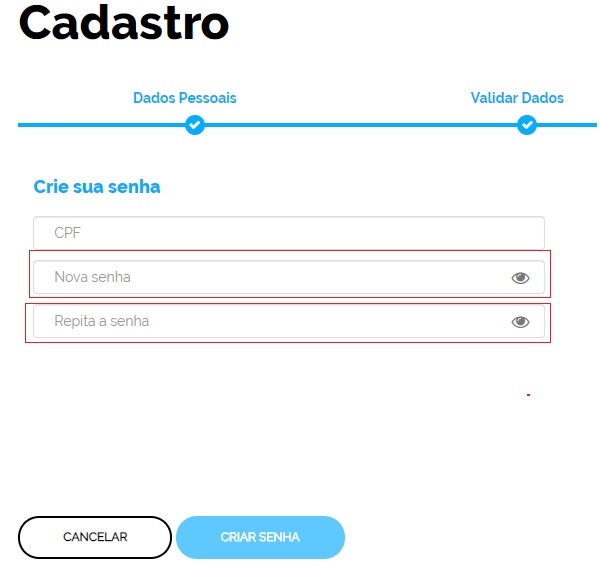 Cadastro
Dados Pessoais
Validar Dados
Crie sua senha
CPF
Nova senha
Repita a senha
CANCELAR
CRIAR SENHA